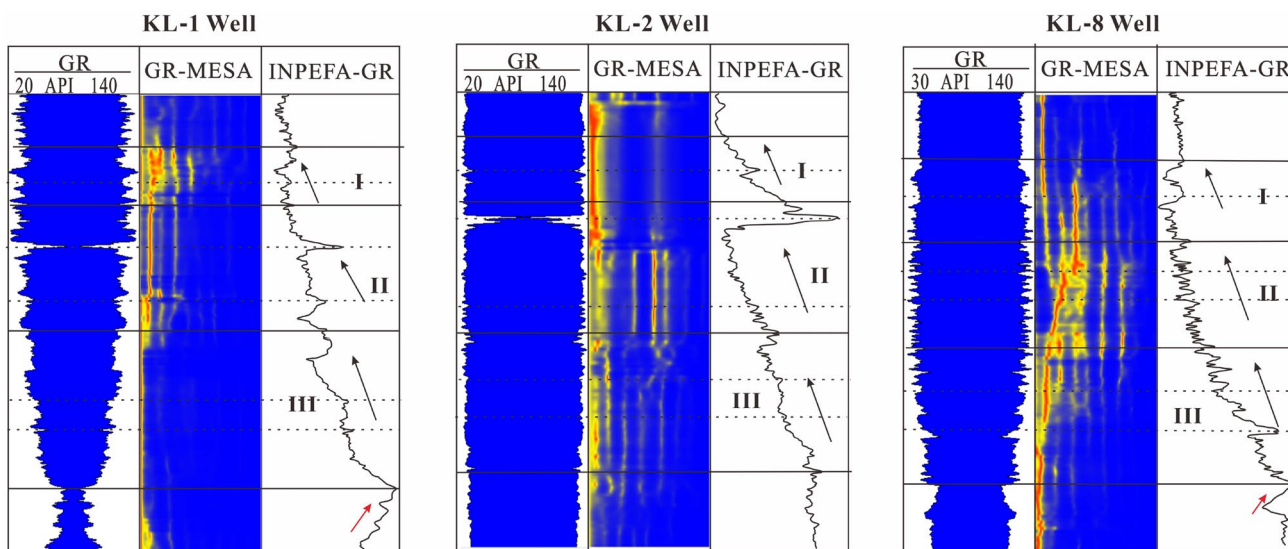 KL-1 Well
GR
20 API 140
GR-MESA
INPEFA-GR
I
II
III
KL-2 Well
GR
20 API 140
GR-MESA
INPEFA-GR
I
II
III
KL-8 Well
GR
30 API 140
GR-MESA
INPEFA-GR
I
II
III